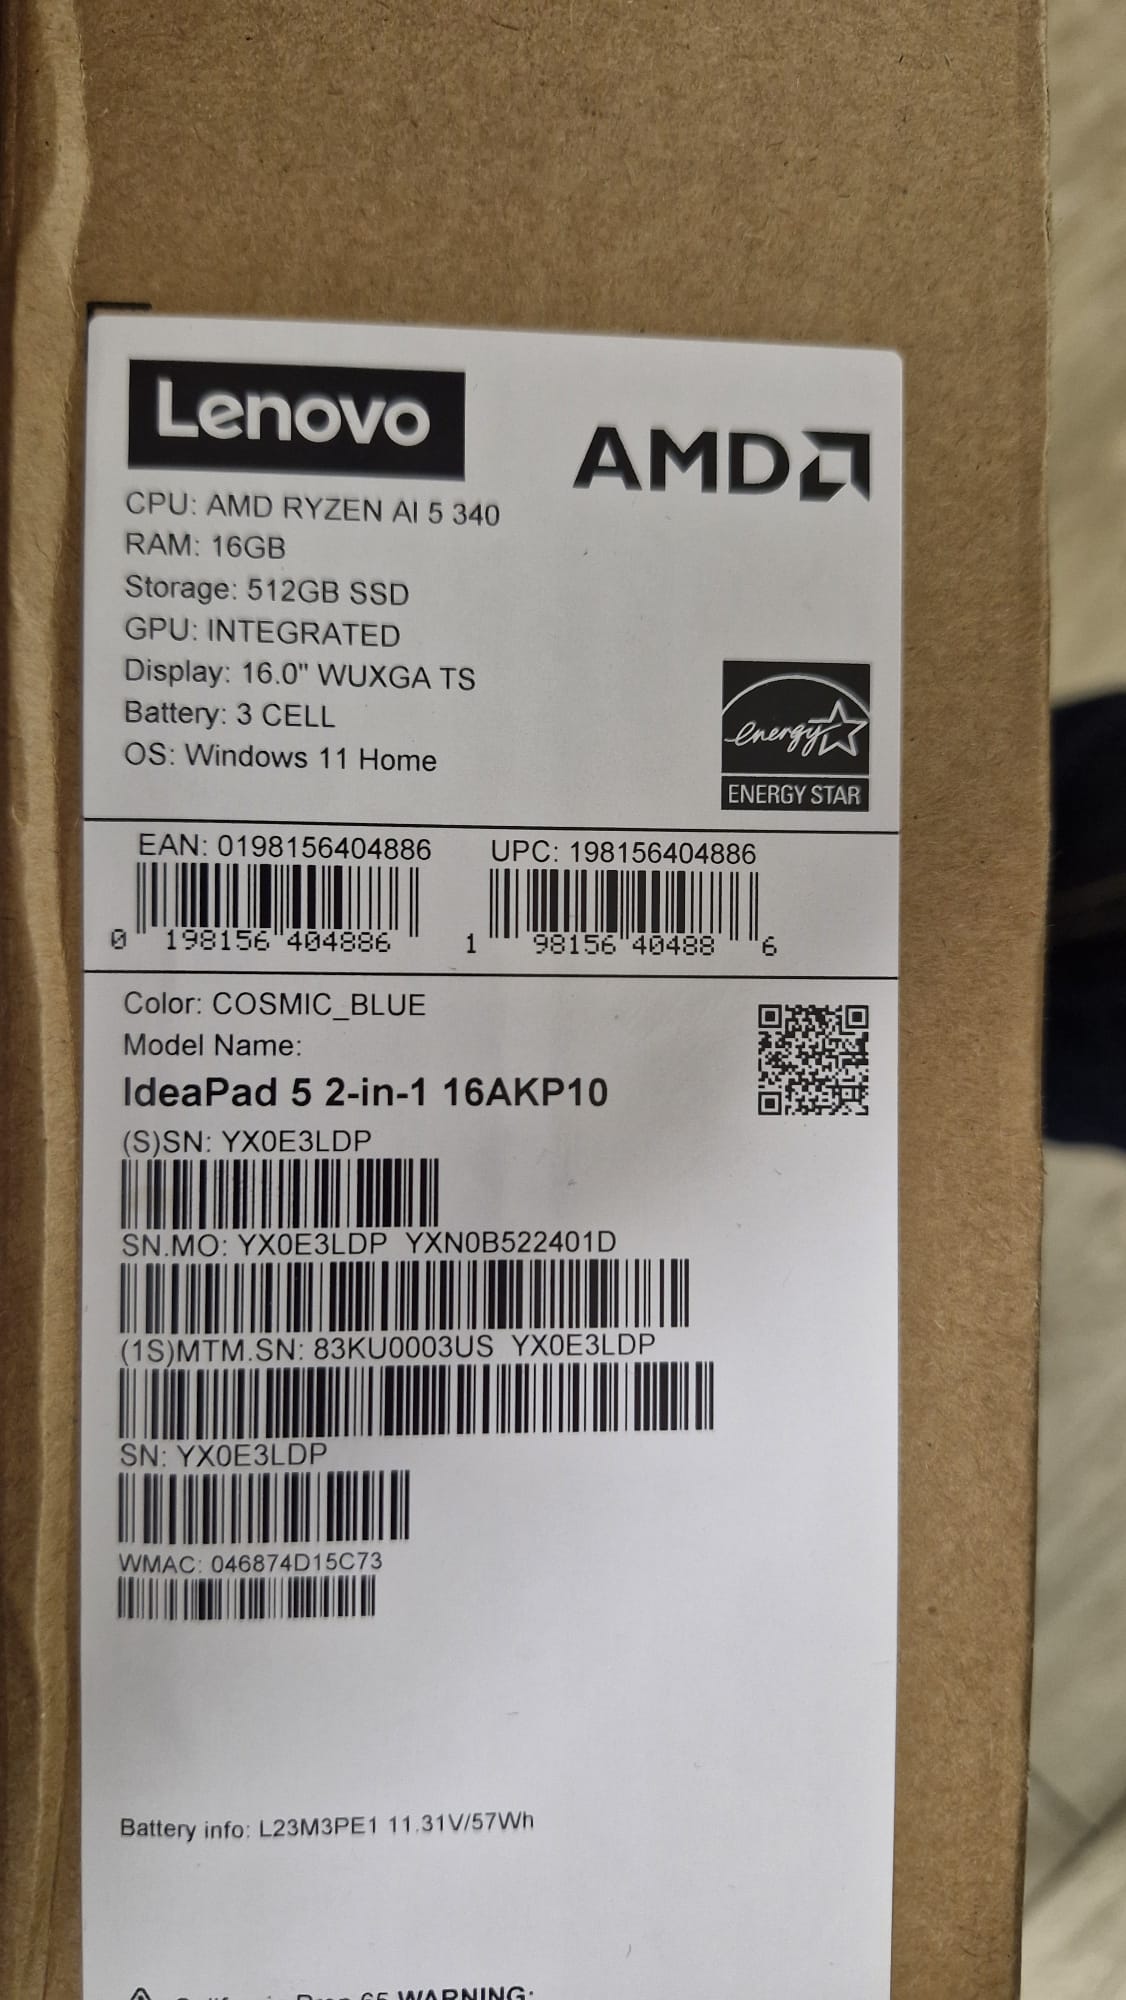 Lenovo
AMD
CPU: AMD RYZEN AI 5 340
RAM: 16GB
Storage: 512GB SSD
GPU: INTEGRATED
Display: 16.0" WUXGA TS
Battery: 3 CELL
OS: Windows 11 Home
energy
ENERGY STAR
EAN: 0198156404886
0 198156 404886
UPC: 198156404886
1 98156 40488 6
Color: COSMIC_BLUE
Model Name:
IdeaPad 5 2-in-1 16AKP10
(S)SN: YX0E3LDP
SN.MO: YX0E3LDP YXN0B522401D
(1S)MTM.SN: 83KU0003US YX0E3LDP
SN: YX0E3LDP
WMAC: 046874D15C73
Battery info: L23M3PE1 11.31V/57Wh
65 WARNING: